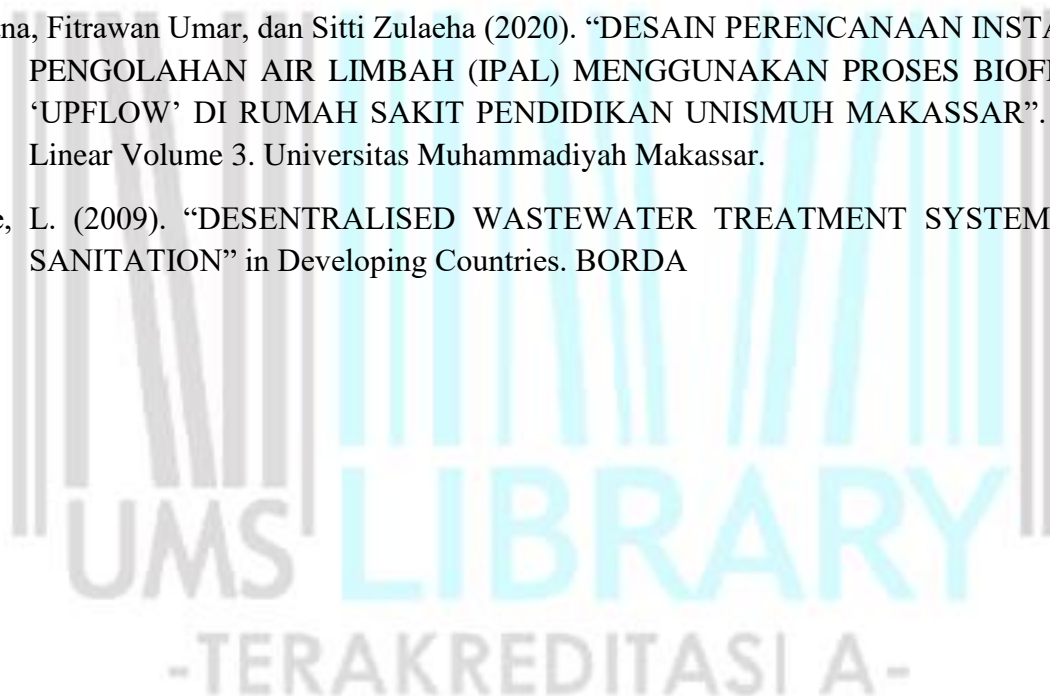 na, Fitrawan Umar, dan Sitti Zulaeha (2020). “DESAIN PERENCANAAN INSTA
PENGOLAHAN AIR LIMBAH (IPAL) MENGGUNAKAN PROSES BIOF
‘UPFLOW’ DI RUMAH SAKIT PENDIDIKAN UNISMUH MAKASSAR”.
Linear Volume 3. Universitas Muhammadiyah Makassar.
, L. (2009). “DESENTRALISED WASTEWATER TREATMENT SYSTEM
SANITATION” in Developing Countries. BORDA
UMS LIBRARY
-TERAKREDITASI A-